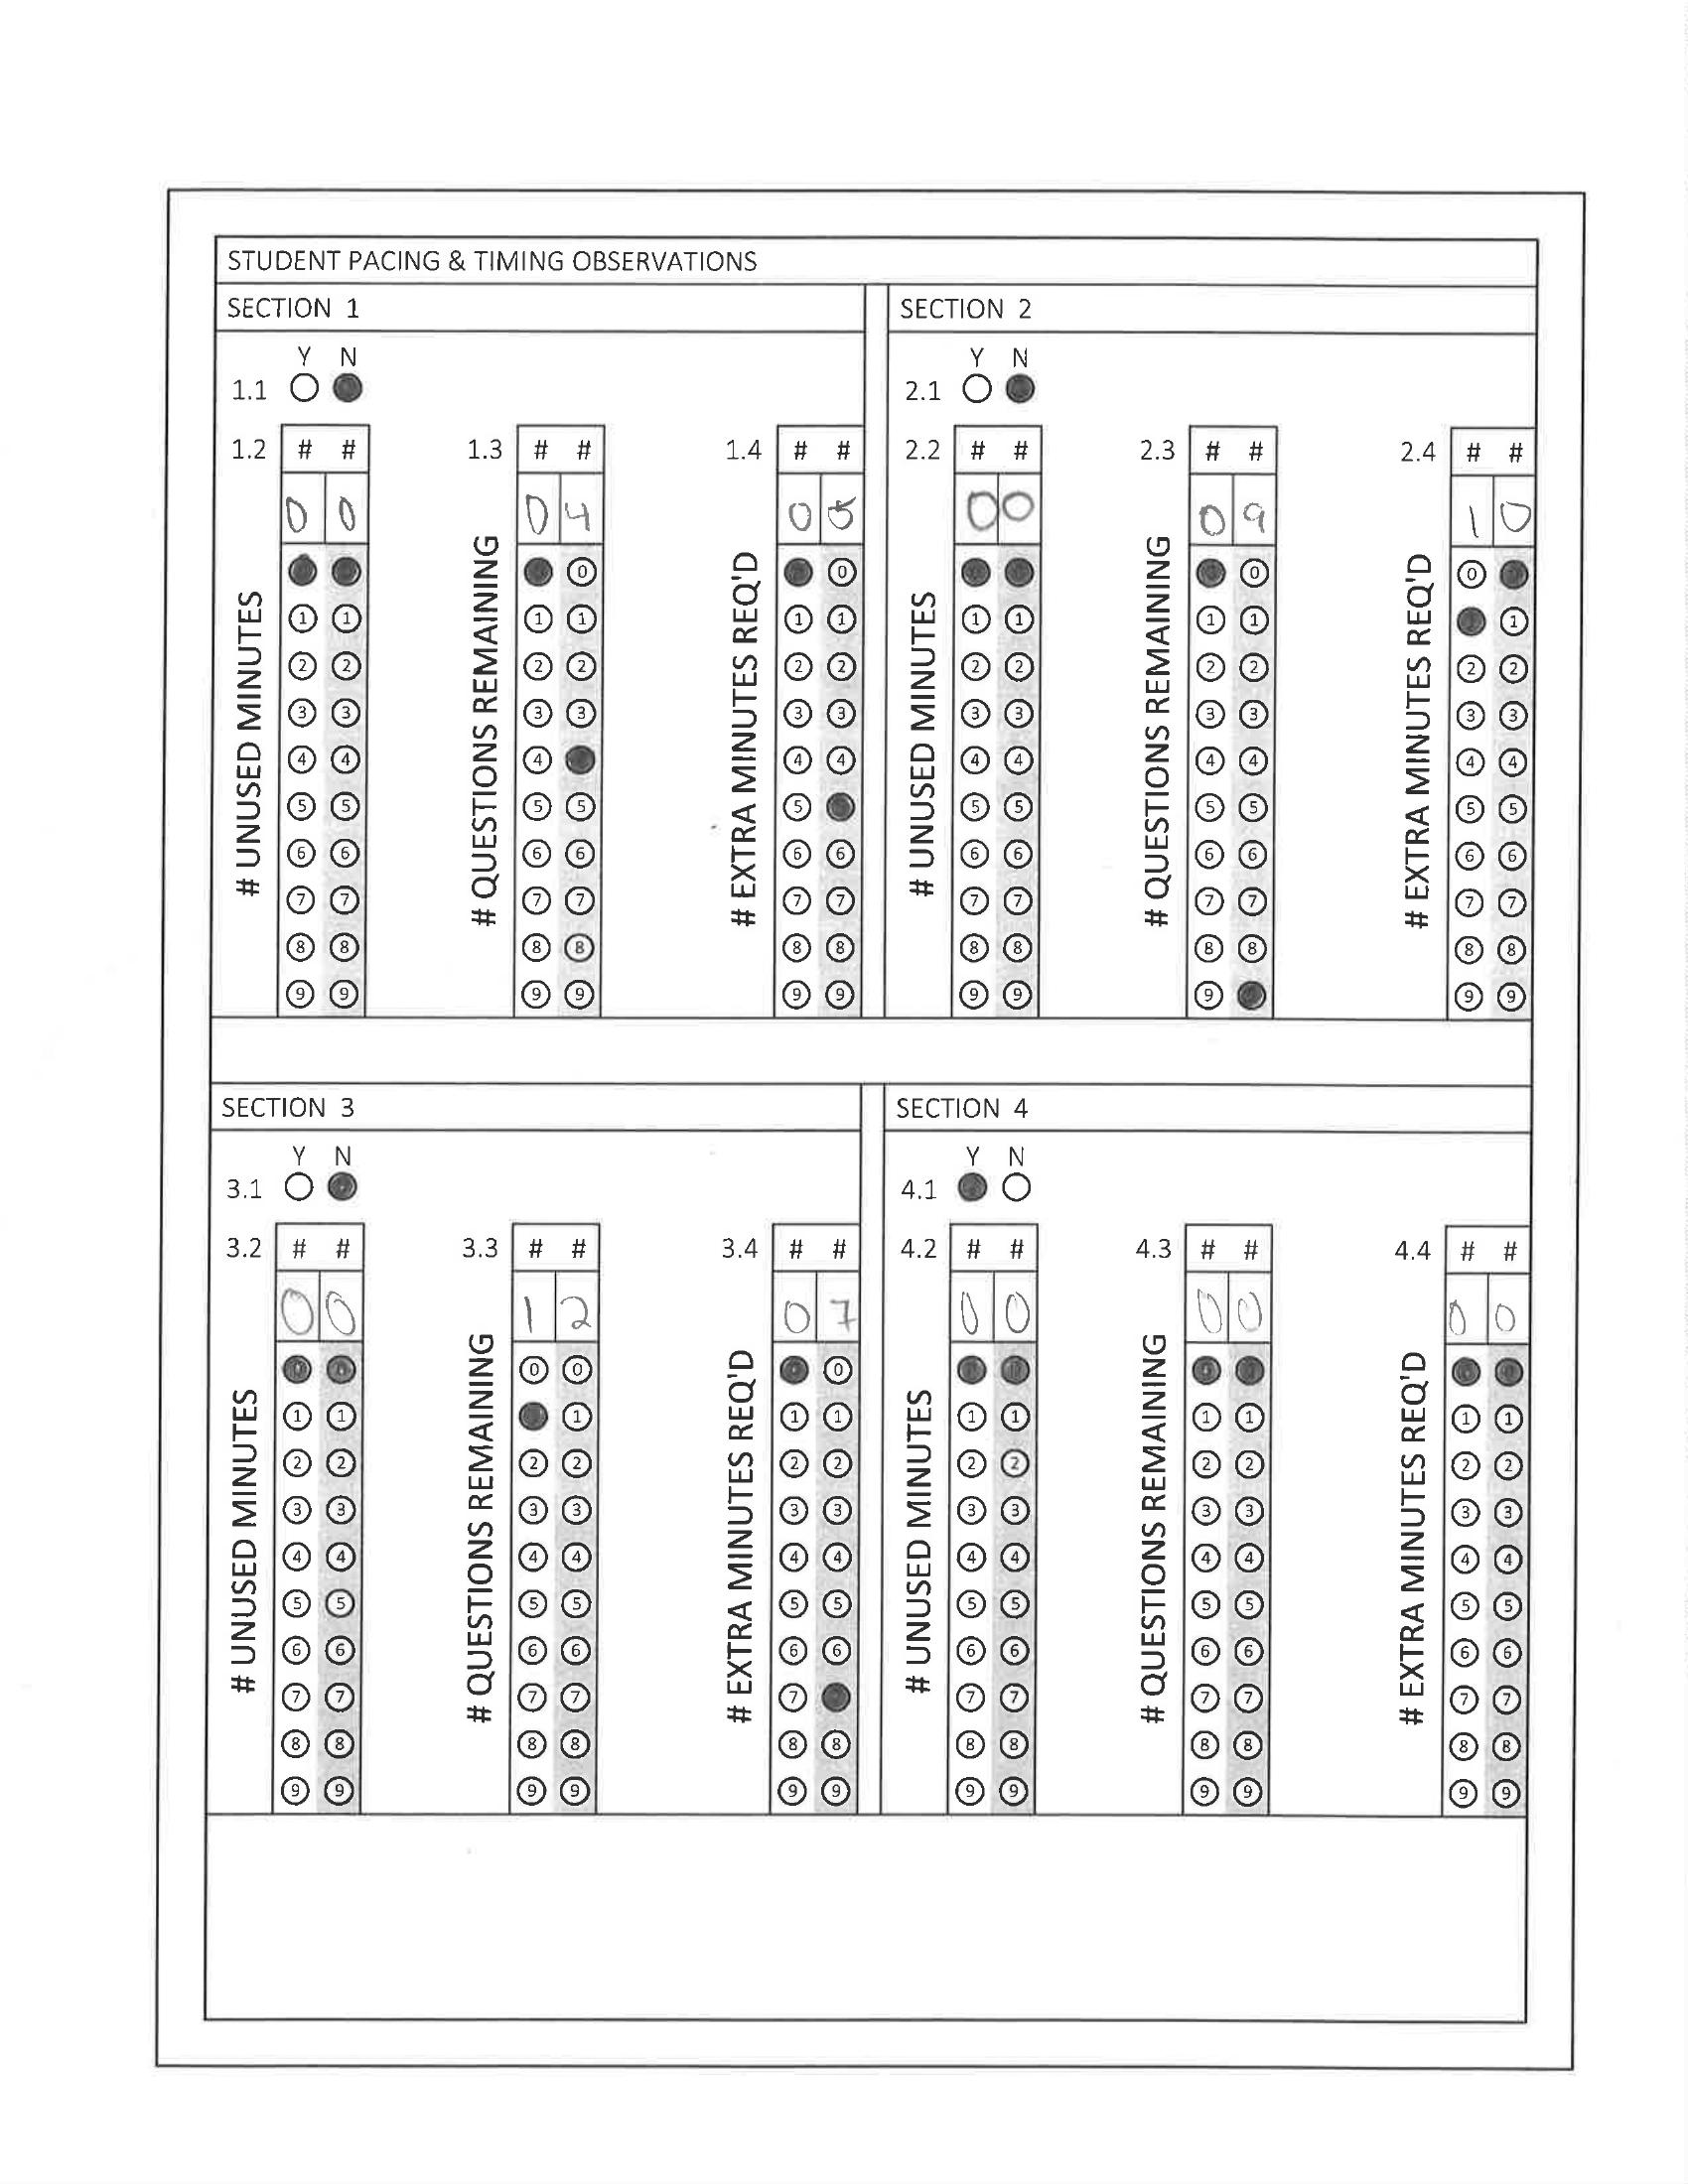 STUDENT PACING & TIMING OBSERVATIONS
SECTION 1
Y N
1.1
1.2 # # 1.3 # # 1.4 # #
0 0 0 4 0 5
# UNUSED MINUTES
# QUESTIONS REMAINING
# EXTRA MINUTES REQ'D
0 0
1 1 1 1 1 1
2 2 2 2 2 2
3 3 3 3 3 3
4 4 4 4 4
5 5 5 5 5
6 6 6 6 6 6
7 7 7 7 7 7
8 8 8 8 8 8
9 9 9 9 9 9
SECTION 2
Y N
2.1
2.2 # # 2.3 # # 2.4 # #
0 0 0 9 1 0
# UNUSED MINUTES
# QUESTIONS REMAINING
# EXTRA MINUTES REQ'D
0 0
1 1 1 1 1
2 2 2 2 2 2
3 3 3 3 3 3
4 4 4 4 4 4
5 5 5 5 5 5
6 6 6 6 6 6
7 7 7 7 7 7
8 8 8 8 8 8
9 9 9 9 9
SECTION 3
Y N
3.1
3.2 # # 3.3 # # 3.4 # #
0 0 1 2 0 7
# UNUSED MINUTES
# QUESTIONS REMAINING
# EXTRA MINUTES REQ'D
0 0 0
1 1 1 1 1
2 2 2 2 2 2
3 3 3 3 3 3
4 4 4 4 4 4
5 5 5 5 5 5
6 6 6 6 6 6
7 7 7 7 7
8 8 8 8 8 8
9 9 9 9 9 9
SECTION 4
Y N
4.1
4.2 # # 4.3 # # 4.4 # #
0 0 0 0 0 0
# UNUSED MINUTES
# QUESTIONS REMAINING
# EXTRA MINUTES REQ'D
1 1 1 1 1 1
2 2 2 2 2 2
3 3 3 3 3 3
4 4 4 4 4 4
5 5 5 5 5 5
6 6 6 6 6 6
7 7 7 7 7 7
8 8 8 8 8 8
9 9 9 9 9 9